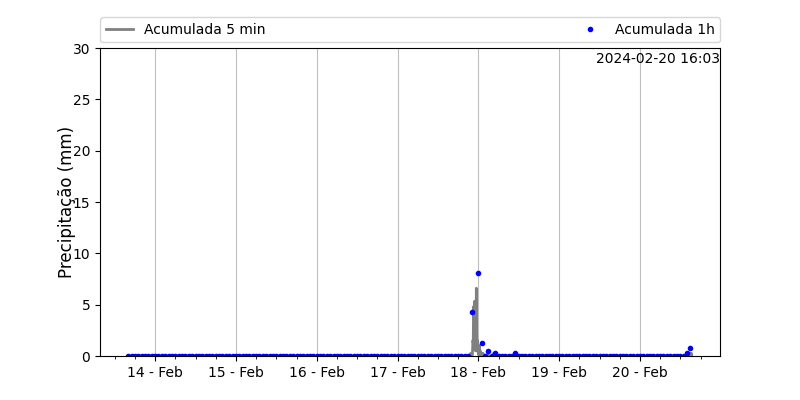 Acumulada 5 min
Acumulada 1h
2024-02-20 16:03
Precipitação (mm)
30
25
20
15
10
5
0
14 - Feb
15 - Feb
16 - Feb
17 - Feb
18 - Feb
19 - Feb
20 - Feb